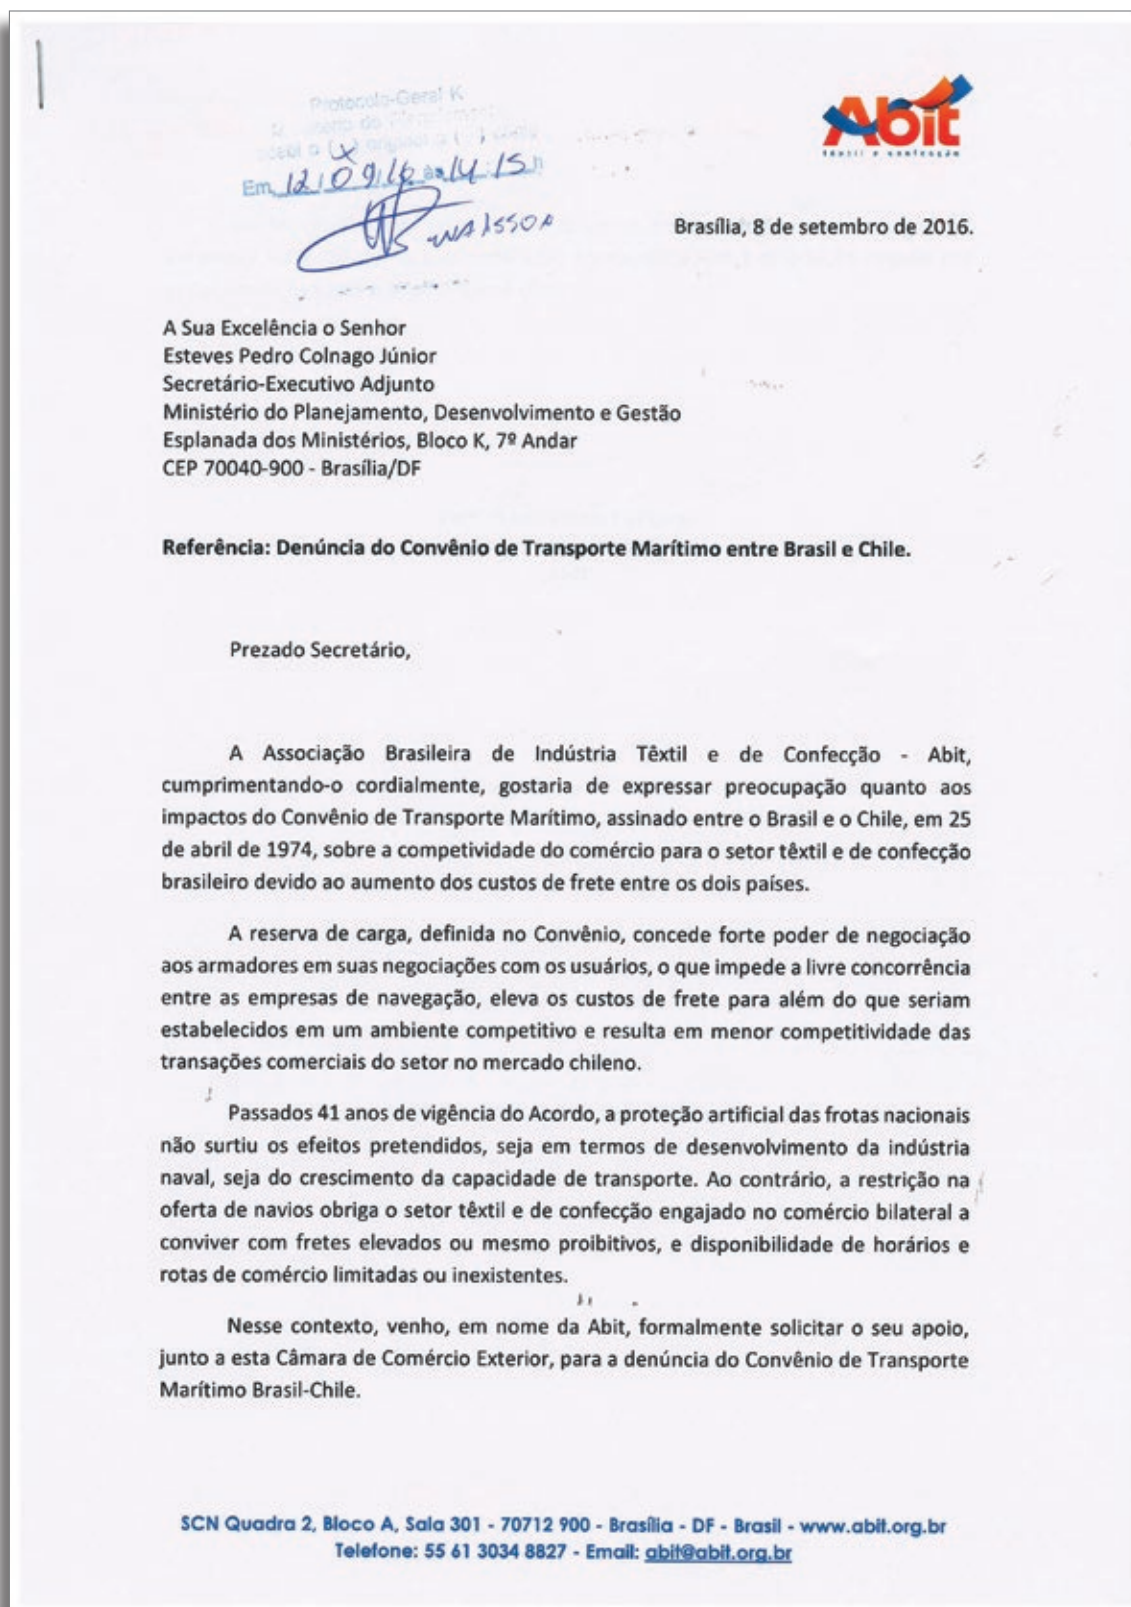 Protocolo-Geral K
Em 12/09/16 às 14:15 h
Abit
têxtil e confecção
Brasília, 8 de setembro de 2016.
A Sua Excelência o Senhor
Esteves Pedro Colnago Júnior
Secretário-Executivo Adjunto
Ministério do Planejamento, Desenvolvimento e Gestão
Esplanada dos Ministérios, Bloco K, 7º Andar
CEP 70040-900 - Brasília/DF
Referência: Denúncia do Convênio de Transporte Marítimo entre Brasil e Chile.
Prezado Secretário,
A Associação Brasileira de Indústria Têxtil e de Confecção - Abit,
cumprimentando-o cordialmente, gostaria de expressar preocupação quanto aos
impactos do Convênio de Transporte Marítimo, assinado entre o Brasil e o Chile, em 25
de abril de 1974, sobre a competividade do comércio para o setor têxtil e de confecção
brasileiro devido ao aumento dos custos de frete entre os dois países.
A reserva de carga, definida no Convênio, concede forte poder de negociação
aos armadores em suas negociações com os usuários, o que impede a livre concorrência
entre as empresas de navegação, eleva os custos de frete para além do que seriam
estabelecidos em um ambiente competitivo e resulta em menor competitividade das
transações comerciais do setor no mercado chileno.
Passados 41 anos de vigência do Acordo, a proteção artificial das frotas nacionais
não surtiu os efeitos pretendidos, seja em termos de desenvolvimento da indústria
naval, seja do crescimento da capacidade de transporte. Ao contrário, a restrição na
oferta de navios obriga o setor têxtil e de confecção engajado no comércio bilateral a
conviver com fretes elevados ou mesmo proibitivos, e disponibilidade de horários e
rotas de comércio limitadas ou inexistentes.
Nesse contexto, venho, em nome da Abit, formalmente solicitar o seu apoio,
junto a esta Câmara de Comércio Exterior, para a denúncia do Convênio de Transporte
Marítimo Brasil-Chile.
SCN Quadra 2, Bloco A, Sala 301 - 70712 900 - Brasília - DF - Brasil - www.abit.org.br
Telefone: 55 61 3034 8827 - Email: abit@abit.org.br